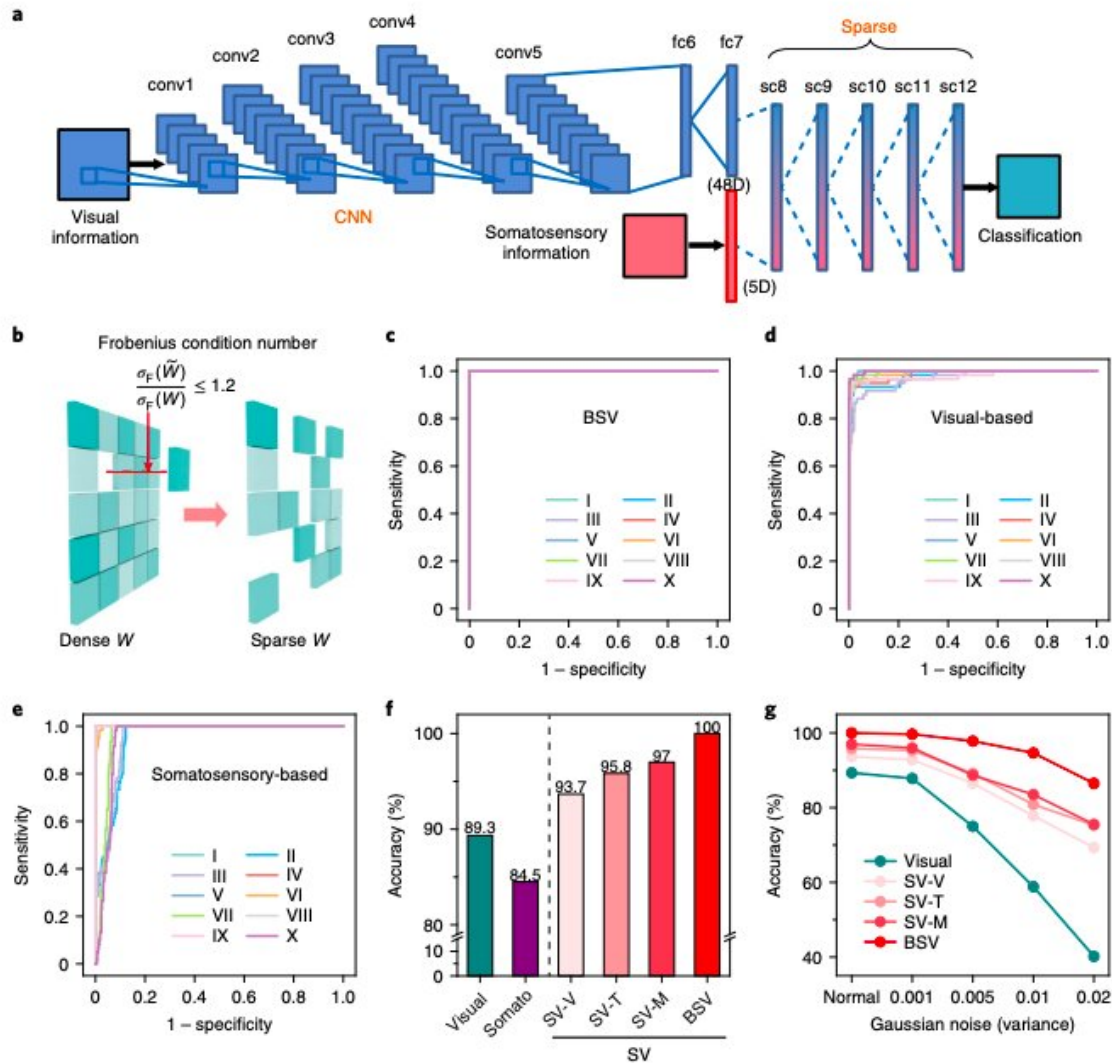 a
conv1
conv2
conv3
conv4
conv5
fc6
fc7
Sparse
sc8
sc9
sc10
sc11
sc12
Visual
information
CNN
(48D)
Somatosensory
information
(5D)
Classification
b
Frobenius condition number
σF(W̃)/σF(W) ≤ 1.2
Dense W
Sparse W
c
Sensitivity
1.0
0.8
0.6
0.4
0.2
0
BSV
I II
III IV
V VI
VII VIII
IX X
0 0.2 0.4 0.6 0.8 1.0
1 – specificity
d
Sensitivity
1.0
0.8
0.6
0.4
0.2
0
Visual-based
I II
III IV
V VI
VII VIII
IX X
0 0.2 0.4 0.6 0.8 1.0
1 – specificity
e
Sensitivity
1.0
0.8
0.6
0.4
0.2
0
Somatosensory-based
I II
III IV
V VI
VII VIII
IX X
0 0.2 0.4 0.6 0.8 1.0
1 – specificity
f
Accuracy (%)
100
90
80
10
0
89.3
84.5
93.7
95.8
97
100
Visual
Somato
SV-V
SV-T
SV-M
BSV
SV
g
Accuracy (%)
100
80
60
40
Visual
SV-V
SV-T
SV-M
BSV
Normal 0.001 0.005 0.01 0.02
Gaussian noise (variance)